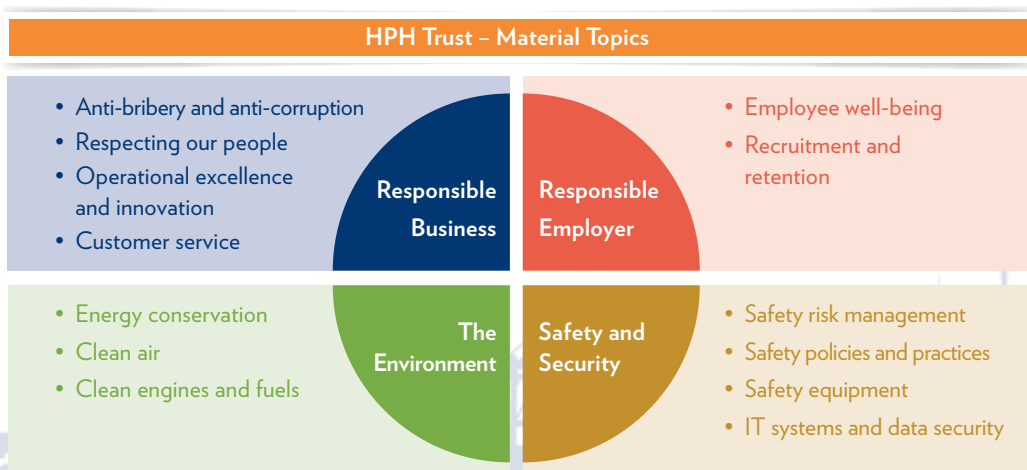 HPH Trust – Material Topics
• Anti-bribery and anti-corruption
• Respecting our people
• Operational excellence
and innovation
• Customer service
Responsible
Business
Responsible
Employer
• Employee well-being
• Recruitment and
retention
• Energy conservation
• Clean air
• Clean engines and fuels
The
Environment
Safety and
Security
• Safety risk management
• Safety policies and practices
• Safety equipment
• IT systems and data security